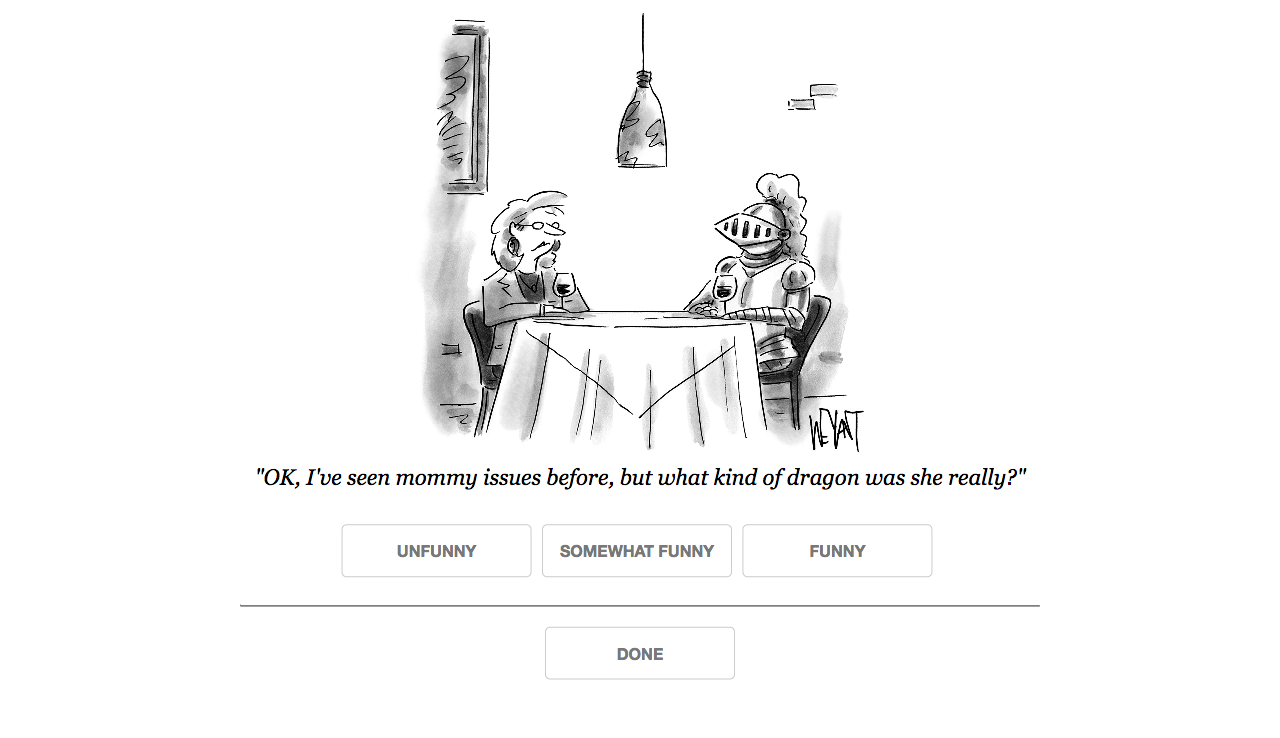 WEYANT
"OK, I've seen mommy issues before, but what kind of dragon was she really?"
UNFUNNY SOMEWHAT FUNNY FUNNY
DONE